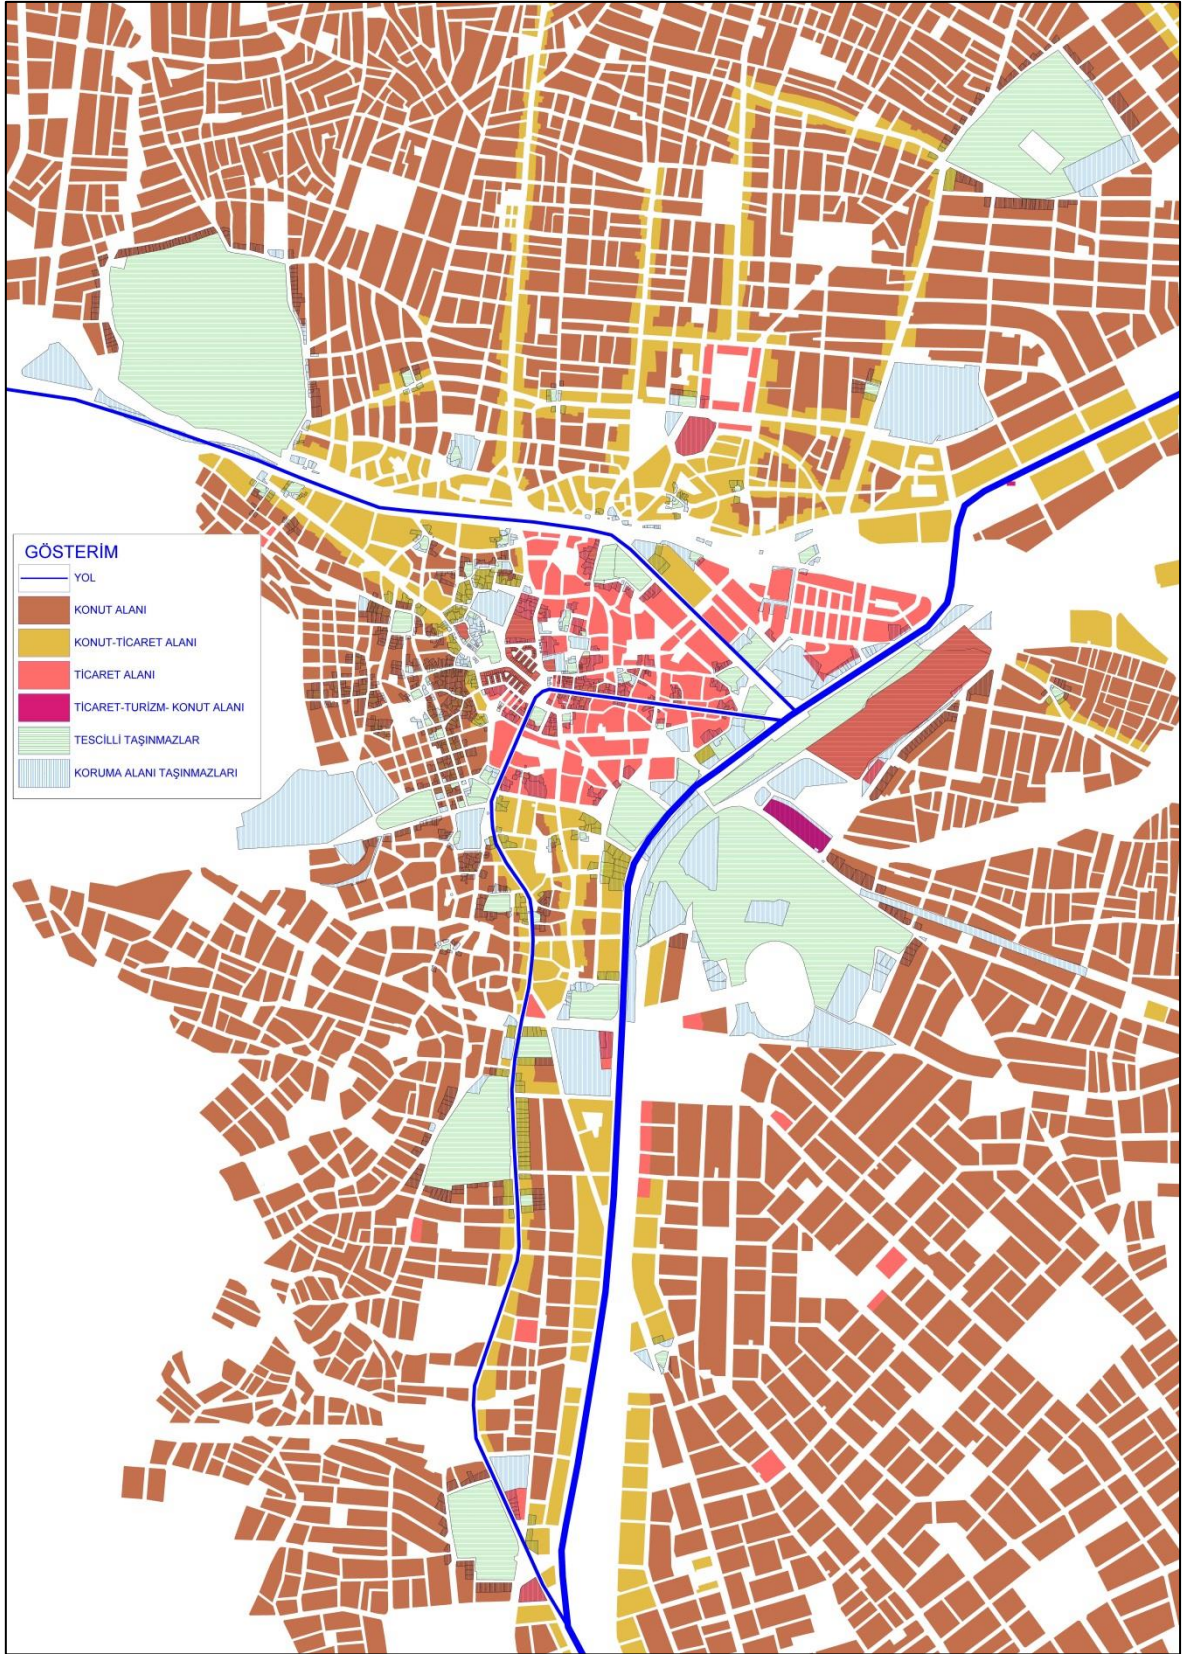 GÖSTERİM
YOL
KONUT ALANI
KONUT-TİCARET ALANI
TİCARET ALANI
TİCARET-TURİZM- KONUT ALANI
TESCİLLİ TAŞINMAZLAR
KORUMA ALANI TAŞINMAZLARI